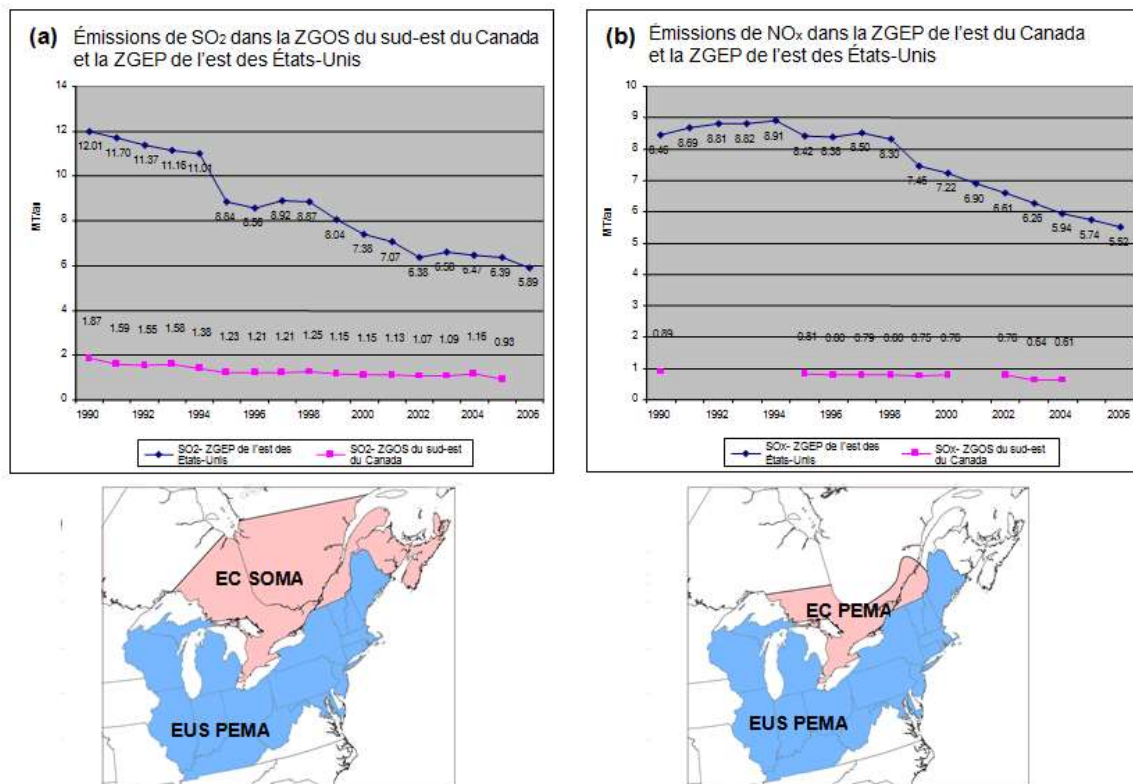 (a) Émissions de SO2 dans la ZGOS du sud-est du Canada
et la ZGEP de l'est des États-Unis
14
12
10
8
6
4
2
0
MT/an
12.01 11.70 11.37 11.16 11.01 8.84 8.56 8.92 8.87 8.04 7.38 7.07 6.38 6.58 6.47 6.39 5.89
1.87 1.59 1.55 1.58 1.38 1.23 1.21 1.21 1.25 1.15 1.15 1.13 1.07 1.09 1.16 0.93
1990 1992 1994 1996 1998 2000 2002 2004 2006
SO2- ZGEP de l'est des
États-Unis
SO2- ZGOS du sud-est
du Canada
(b) Émissions de NOx dans la ZGEP de l'est du Canada
et la ZGEP de l'est des États-Unis
10
9
8
7
6
5
4
3
2
1
0
MT/an
8.46 8.69 8.81 8.82 8.91 8.42 8.38 8.50 8.30 7.45 7.22 6.90 6.61 6.26 5.94 5.74 5.52
0.89 0.81 0.79 0.75 0.76 0.76 0.64 0.61
1990 1992 1994 1996 1998 2000 2002 2004 2006
SOx- ZGEP de l'est des
États-Unis
SOx- ZGOS du sud-est
du Canada
EC SOMA
EUS PEMA
EC PEMA
EUS PEMA